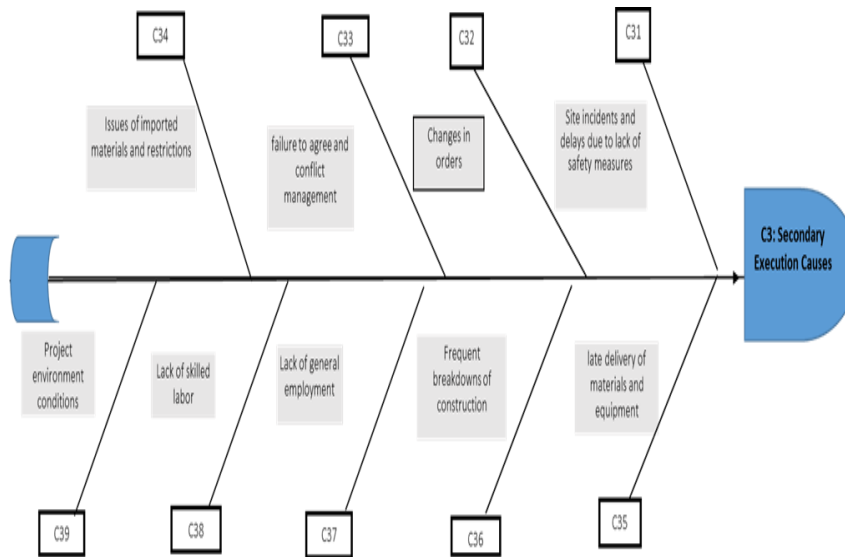 C34
C33
C32
C31
Issues of imported
materials and restrictions
failure to agree and
conflict
management
Changes in
orders
Site incidents and
delays due to lack of
safety measures
C3: Secondary
Execution Causes
Project
environment
conditions
Lack of skilled
labor
Lack of general
employment
Frequent
breakdowns of
construction
late delivery of
materials and
equipment
C39
C38
C37
C36
C35